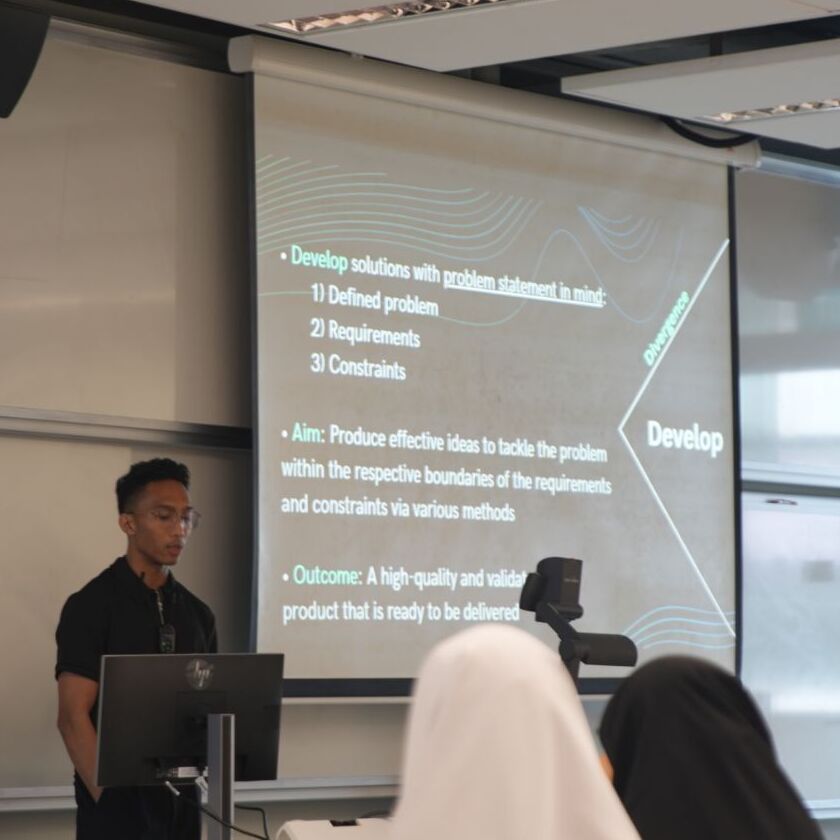 • Develop solutions with problem statement in mind:
1) Defined problem
2) Requirements
3) Constraints
• Aim: Produce effective ideas to tackle the problem
within the respective boundaries of the requirements
and constraints via various methods
• Outcome: A high-quality and
product that is ready to be delivered
Divergence
Develop
hp